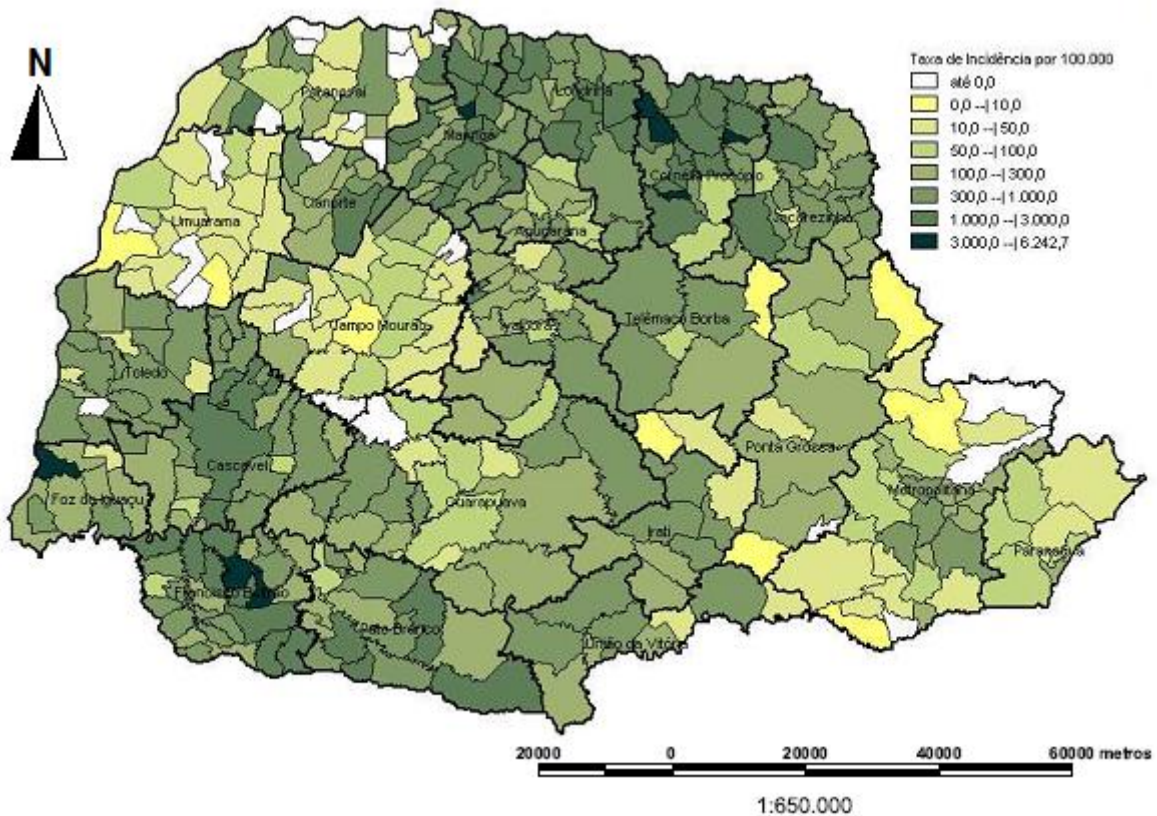 N
Taxa de Incidência por 100.000
até 0,0
0,0 --| 10,0
10,0 --| 50,0
50,0 --| 100,0
100,0 --| 300,0
300,0 --| 1.000,0
1.000,0 --| 3.000,0
3.000,0 --| 6.242,7
Paranavaí
Londrina
Maringá
Cornélio Procópio
Cianorte
Umuarama
Jacarezinho
Apucarana
Campo Mourão
Ivaiporã
Telêmaco Borba
Toledo
Ponta Grossa
Cascavel
Metropolitana
Foz do Iguaçu
Guarapuava
Irati
Paranaguá
Francisco Beltrão
Pato Branco
União da Vitória
20000 0 20000 40000 60000 metros
1:650.000